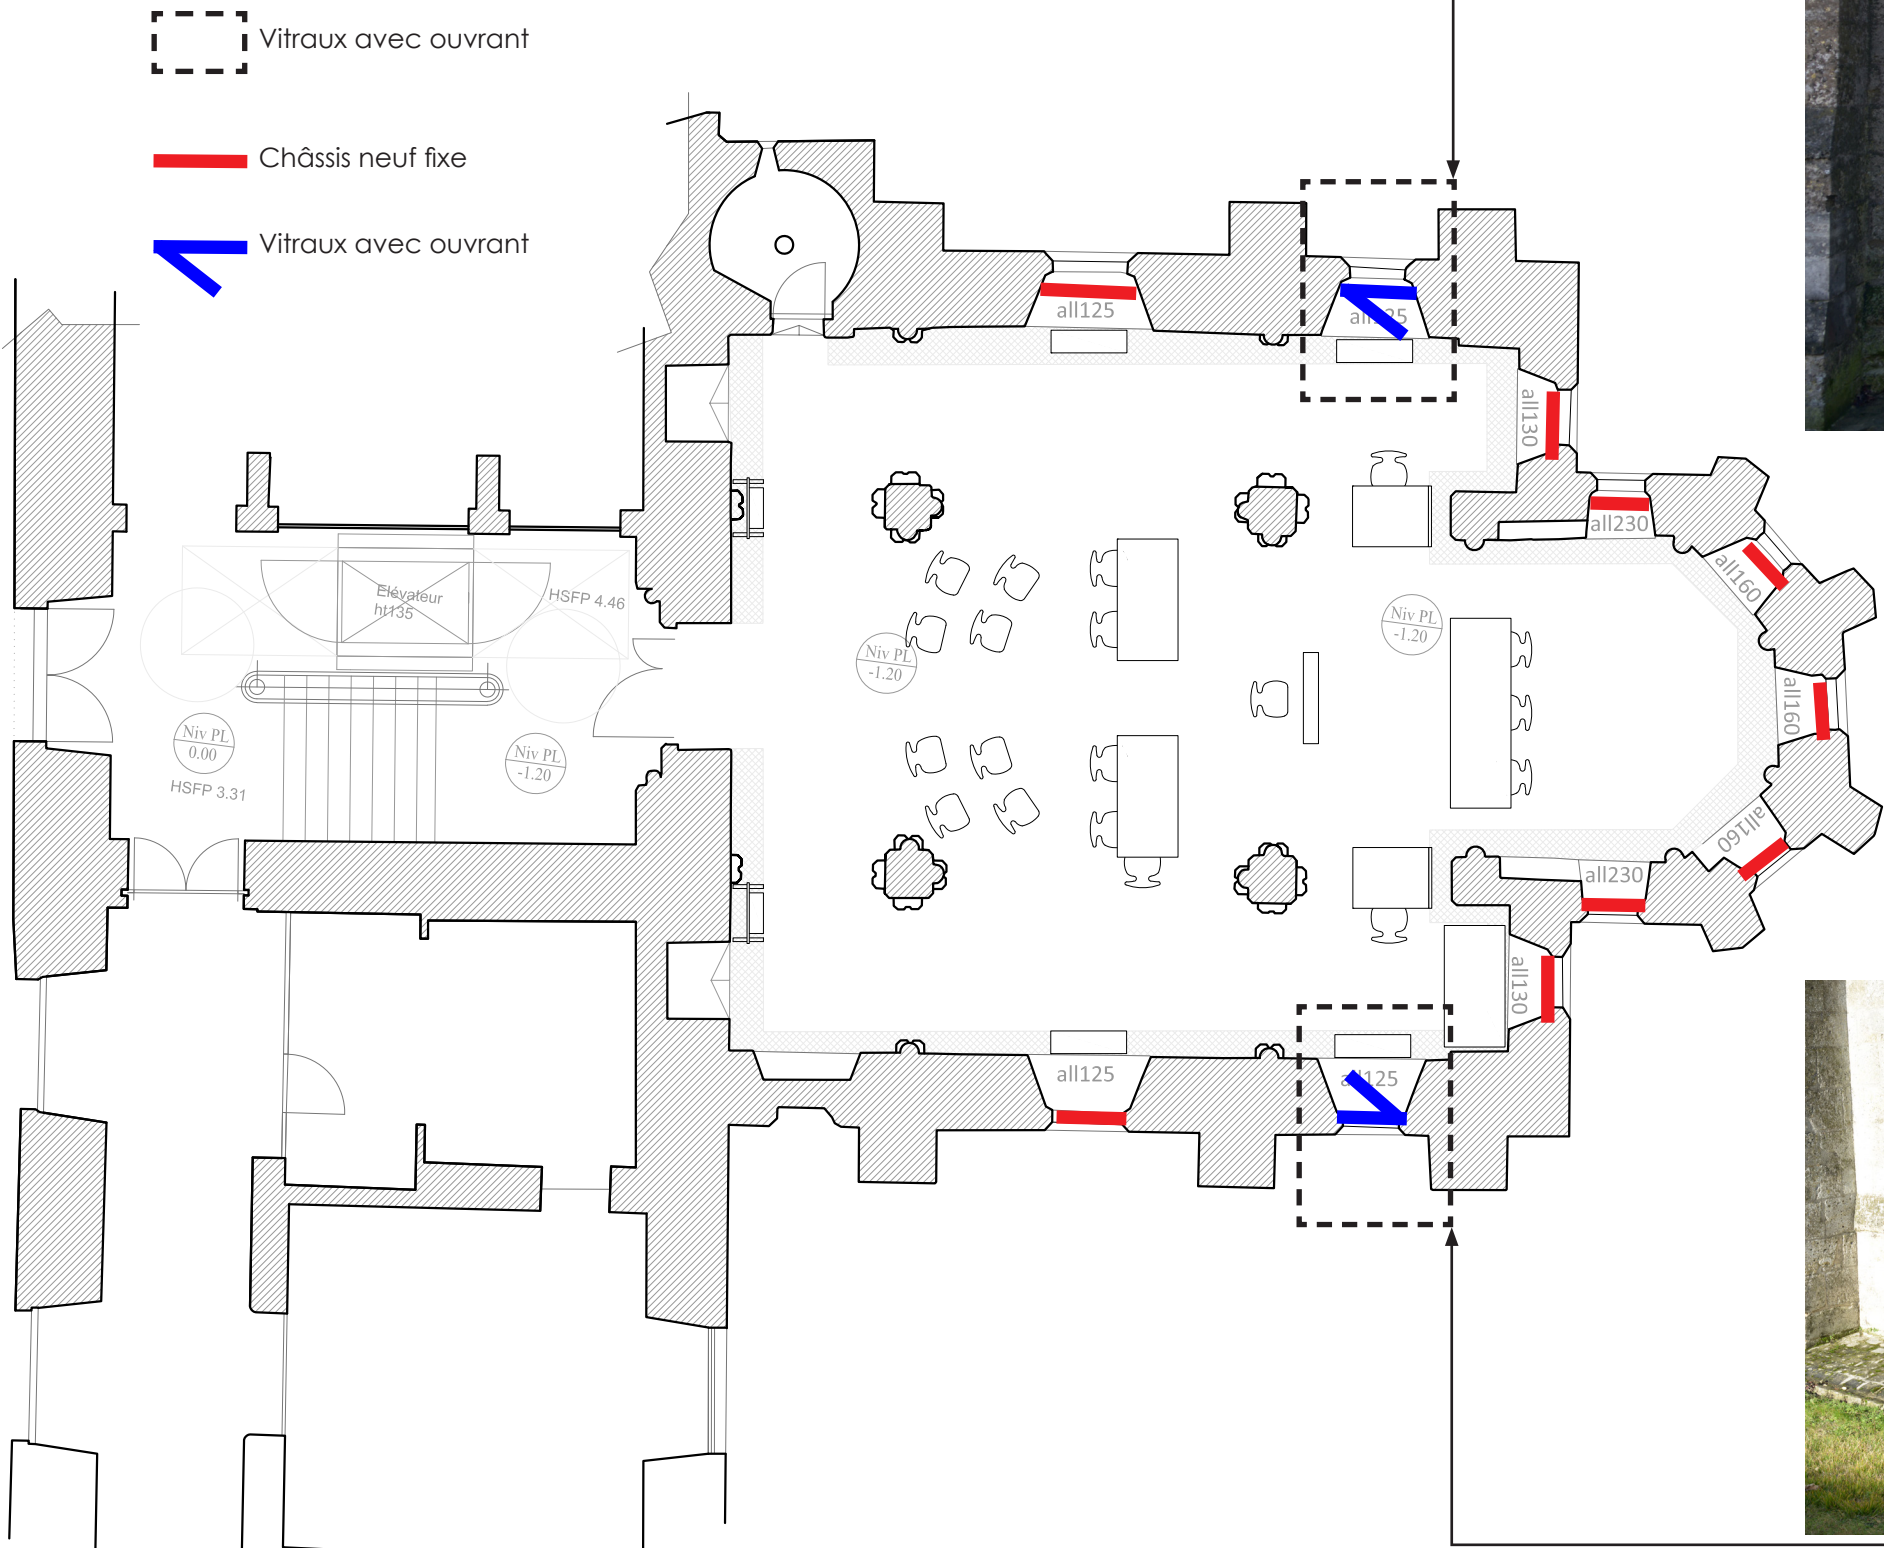 Vitraux avec ouvrant
Châssis neuf fixe
Vitraux avec ouvrant
all125
all125
all130
all230
all160
all160
all160
all230
all130
all125
all125
Elévateur
ht135
HSFP 4.46
Niv PL
-1.20
Niv PL
-1.20
Niv PL
0.00
HSFP 3.31
Niv PL
-1.20